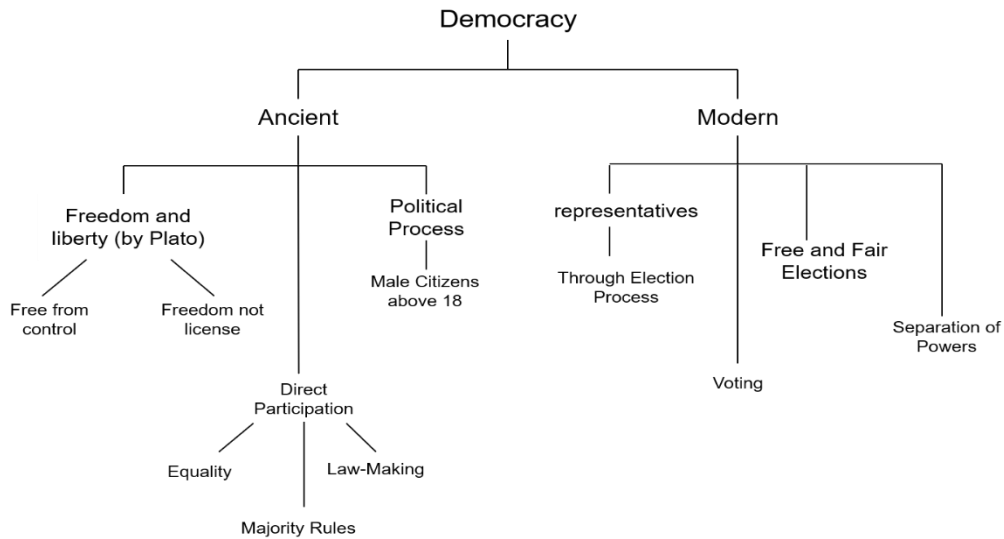 Democracy
Ancient
Modern
Freedom and
liberty (by Plato)
Free from
control
Freedom not
license
Direct
Participation
Equality
Majority Rules
Law-Making
Political
Process
Male Citizens
above 18
representatives
Through Election
Process
Voting
Free and Fair
Elections
Separation of
Powers